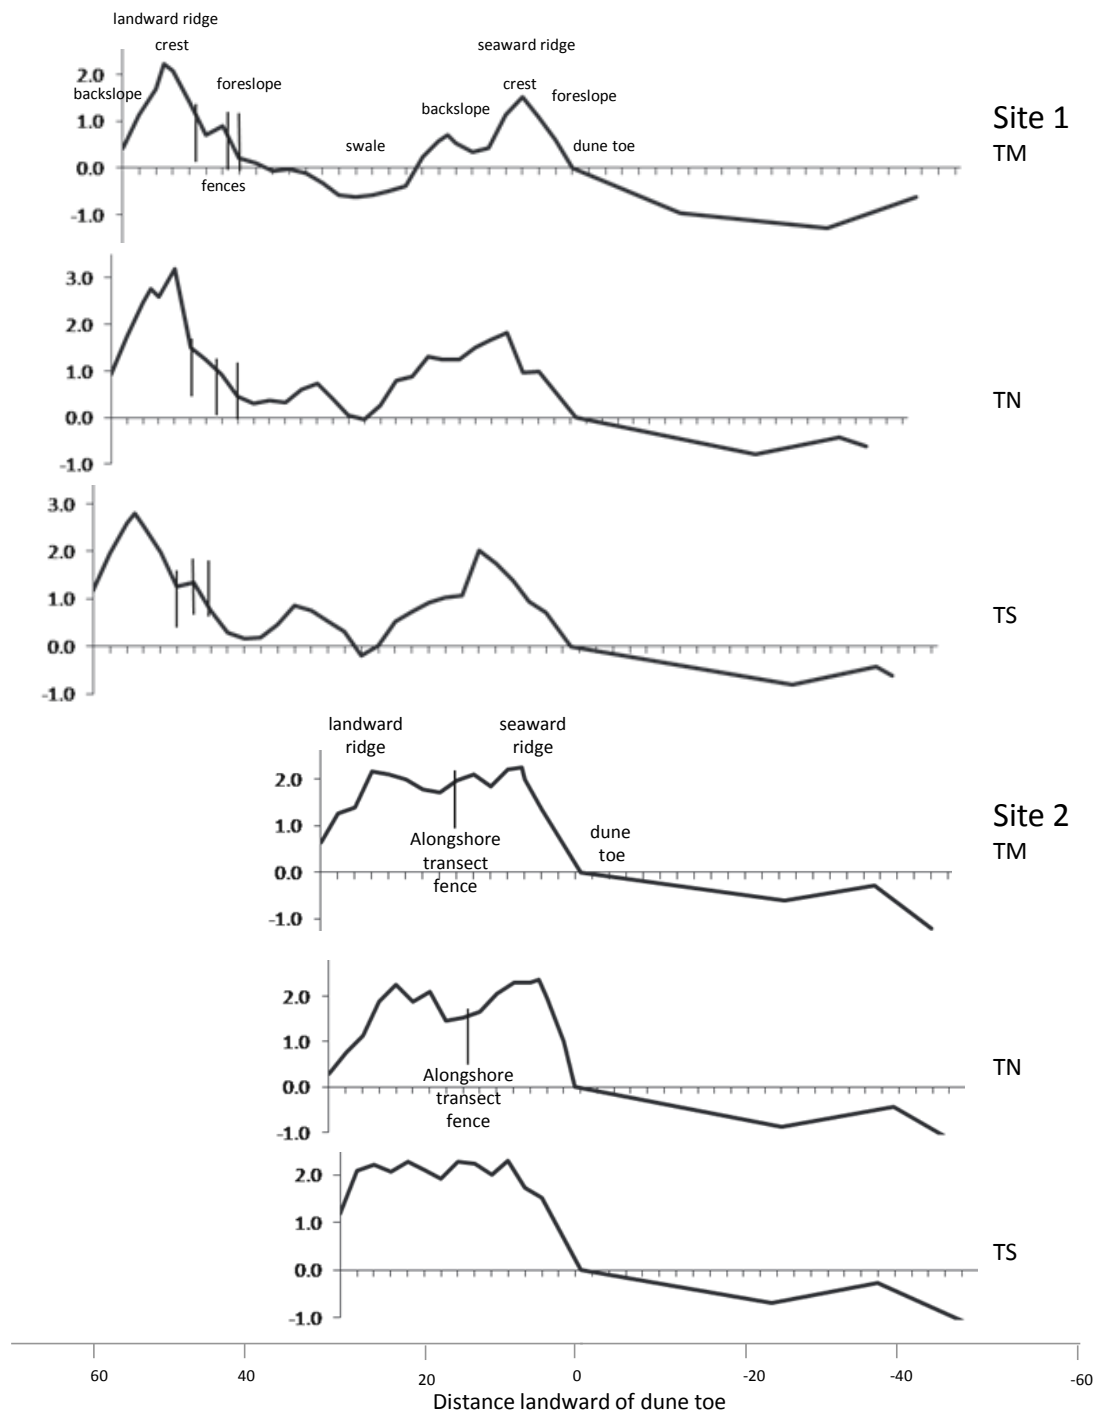 landward ridge
crest
seaward ridge
2.0
backslope
foreslope
crest
foreslope
backslope
1.0
Site 1
TM
swale
dune toe
0.0
fences
-1.0
3.0
2.0
1.0
TN
0.0
-1.0
3.0
2.0
1.0
TS
0.0
-1.0
landward
ridge
seaward
ridge
2.0
1.0
Site 2
TM
Alongshore
transect
fence
dune
toe
0.0
-1.0
2.0
1.0
TN
Alongshore
transect
fence
0.0
-1.0
2.0
1.0
TS
0.0
-1.0
60 40 20 0 -20 -40 -60
Distance landward of dune toe